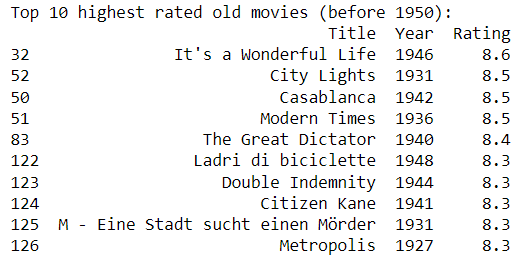 Top 10 highest rated old movies (before 1950):
Title Year Rating
32 It's a Wonderful Life 1946 8.6
52 City Lights 1931 8.5
50 Casablanca 1942 8.5
51 Modern Times 1936 8.5
83 The Great Dictator 1940 8.4
122 Ladri di biciclette 1948 8.3
123 Double Indemnity 1944 8.3
124 Citizen Kane 1941 8.3
125 M - Eine Stadt sucht einen Mörder 1931 8.3
126 Metropolis 1927 8.3